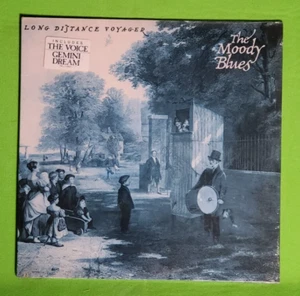 LONG DISTANCE VOYAGER
INCLUDES
THE VOICE
GEMINI
DREAM
The
Moody
Blues